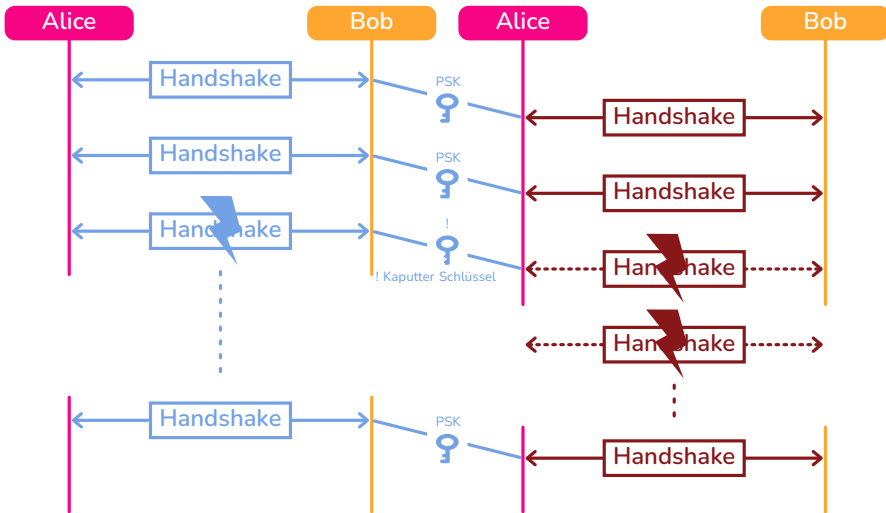 Alice
Bob
Alice
Bob
Handshake
PSK
Handshake
Handshake
PSK
Handshake
Handshake
!
! Kaputter Schlüssel
Handshake
Handshake
Handshake
PSK
Handshake